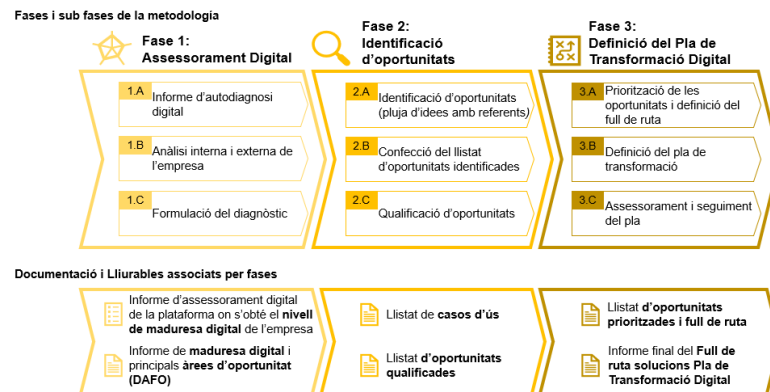 Fases i sub fases de la metodologia
Fase 1:
Assessorament Digital
Fase 2:
Identificació
d'oportunitats
Fase 3:
Definició del Pla de
Transformació Digital
1.A
Informe d'autodiagnosi
digital
1.B
Anàlisi interna i externa de
l'empresa
1.C
Formulació del diagnòstic
2.A
Identificació d'oportunitats
(pluja d'idees amb referents)
2.B
Confecció del llistat
d'oportunitats identificades
2.C
Qualificació d'oportunitats
3.A
Priorització de les
oportunitats i definició del
full de ruta
3.B
Definició del pla de
transformació
3.C
Assessorament i seguiment
del pla
Documentació i Lliurables associats per fases
Informe d'assessorament digital
de la plataforma on s'obté el nivell
de maduresa digital de l'empresa
Informe de maduresa digital i
principals àrees d'oportunitat
(DAFO)
Llistat de casos d'ús
Llistat d'oportunitats
qualificades
Llistat d'oportunitats
prioritzades i full de ruta
Informe final del Full de
ruta solucions Pla de
Transformació Digital